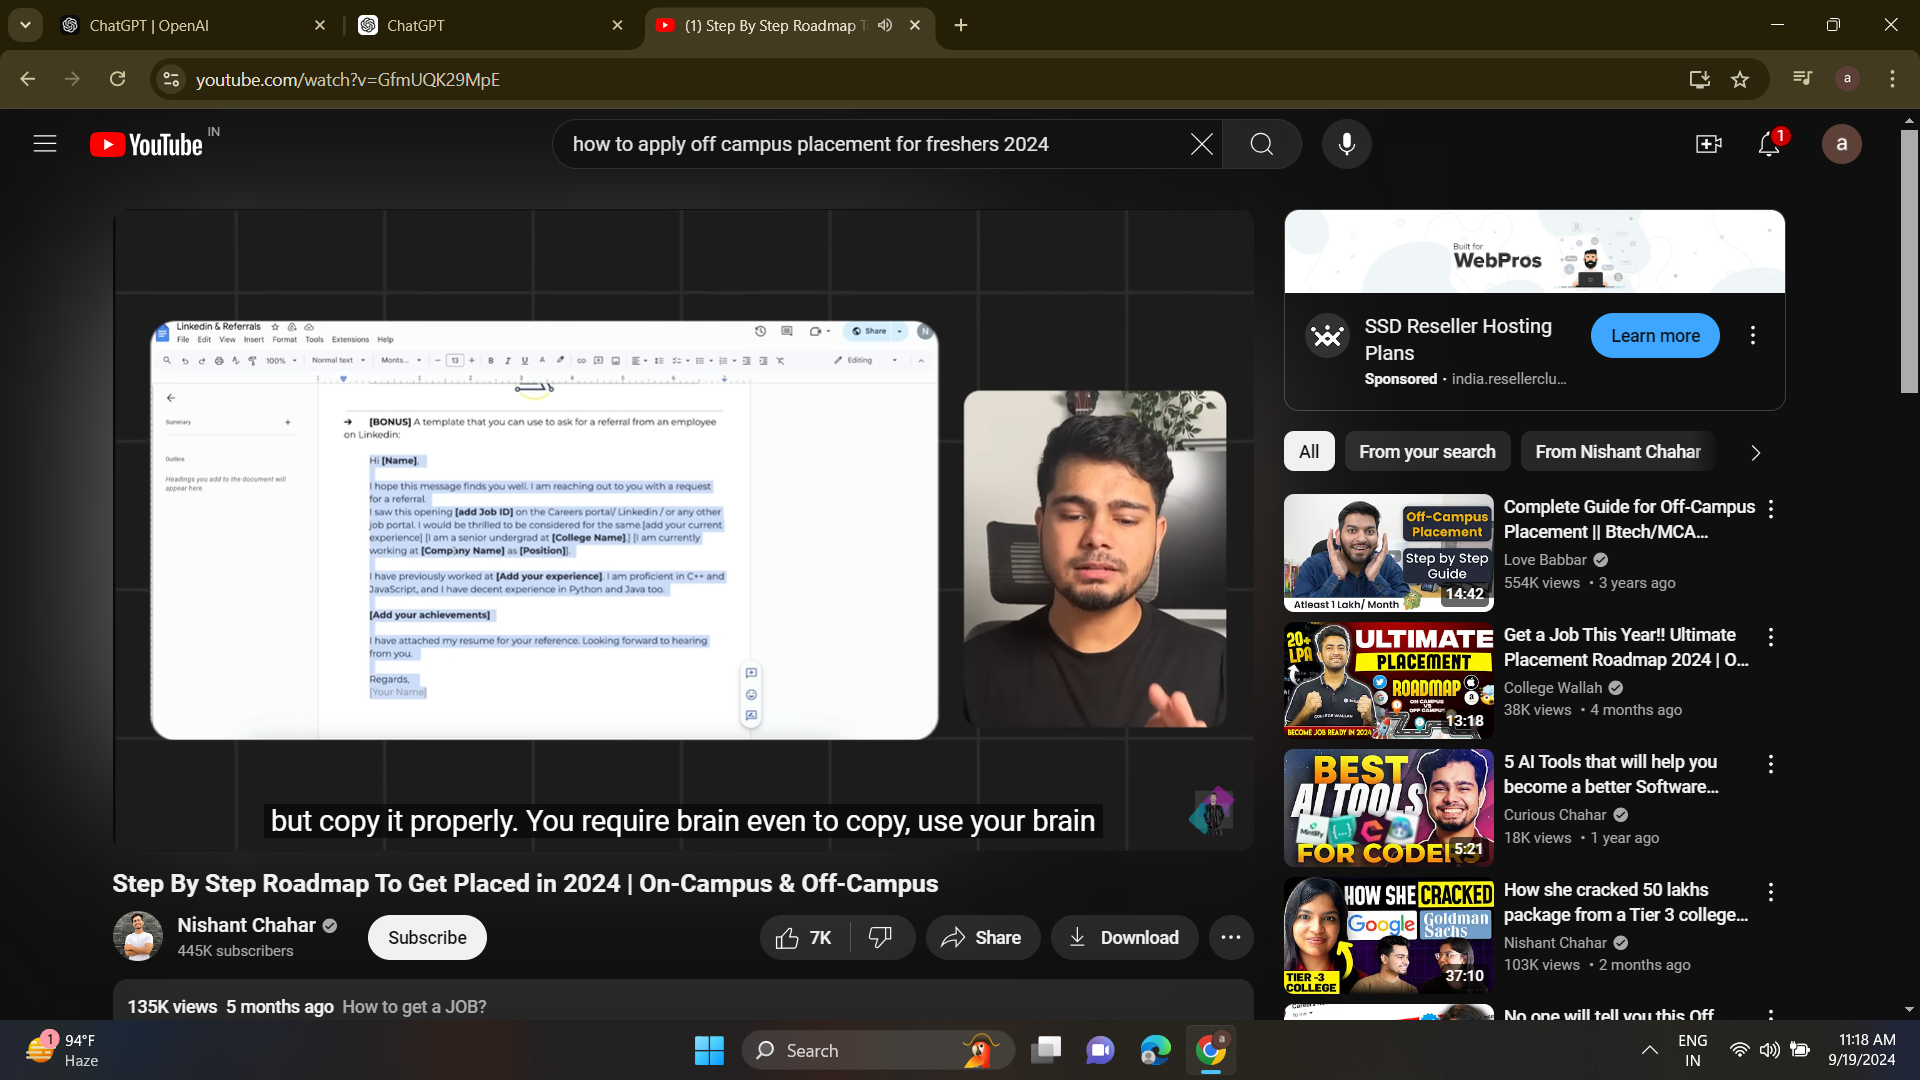 ChatGPT | OpenAI
ChatGPT
(1) Step By Step Roadmap T
youtube.com/watch?v=GfmUQK29MpE
a
YouTube IN
how to apply off campus placement for freshers 2024
1
a
Linkedin & Referrals
File Edit View Insert Format Tools Extensions Help
Share
N
100% Normal text Monts... 13 Editing
Summary
Outline
Headings you add to the document will
appear here.
[BONUS] A template that you can use to ask for a referral from an employee
on Linkedin:
Hi [Name],
I hope this message finds you well. I am reaching out to you with a request
for a referral.
I saw this opening [add Job ID] on the Careers portal/ Linkedin / or any other
job portal. I would be thrilled to be considered for the same.[add your current
experience] [I am a senior undergrad at [College Name].] [I am currently
working at [Company Name] as [Position]].
I have previously worked at [Add your experience]. I am proficient in C++ and
JavaScript, and I have decent experience in Python and Java too.
[Add your achievements]
I have attached my resume for your reference. Looking forward to hearing
from you.
Regards,
[Your Name]
but copy it properly. You require brain even to copy, use your brain
Step By Step Roadmap To Get Placed in 2024 | On-Campus & Off-Campus
Nishant Chahar
445K subscribers
Subscribe
7K
Share
Download
135K views 5 months ago How to get a JOB?
Built for
WebPros
SSD Reseller Hosting
Plans
Sponsored · india.resellerclu...
Learn more
All
From your search
From Nishant Chahar
Off-Campus
Placement
Step by Step
Guide
Atleast 1 Lakh/ Month
14:42
Complete Guide for Off-Campus
Placement || Btech/MCA...
Love Babbar
554K views • 3 years ago
20+
LPA
ULTIMATE
PLACEMENT
ROADMAP
ON CAMPUS
VS
OFF CAMPUS
COLLEGE WALLAH
BECOME JOB READY IN 2024
13:18
Get a Job This Year!! Ultimate
Placement Roadmap 2024 | O...
College Wallah
38K views • 4 months ago
BEST
AI TOOLS
Mintlify
FOR CODERS
5:21
5 AI Tools that will help you
become a better Software...
Curious Chahar
18K views • 1 year ago
HOW SHE CRACKED
Google
Goldman
Sachs
TIER -3
COLLEGE
37:10
How she cracked 50 lakhs
package from a Tier 3 college...
Nishant Chahar
103K views • 2 months ago
No one will tell you this Off
1
94°F
Haze
Search
ENG
IN
11:18 AM
9/19/2024